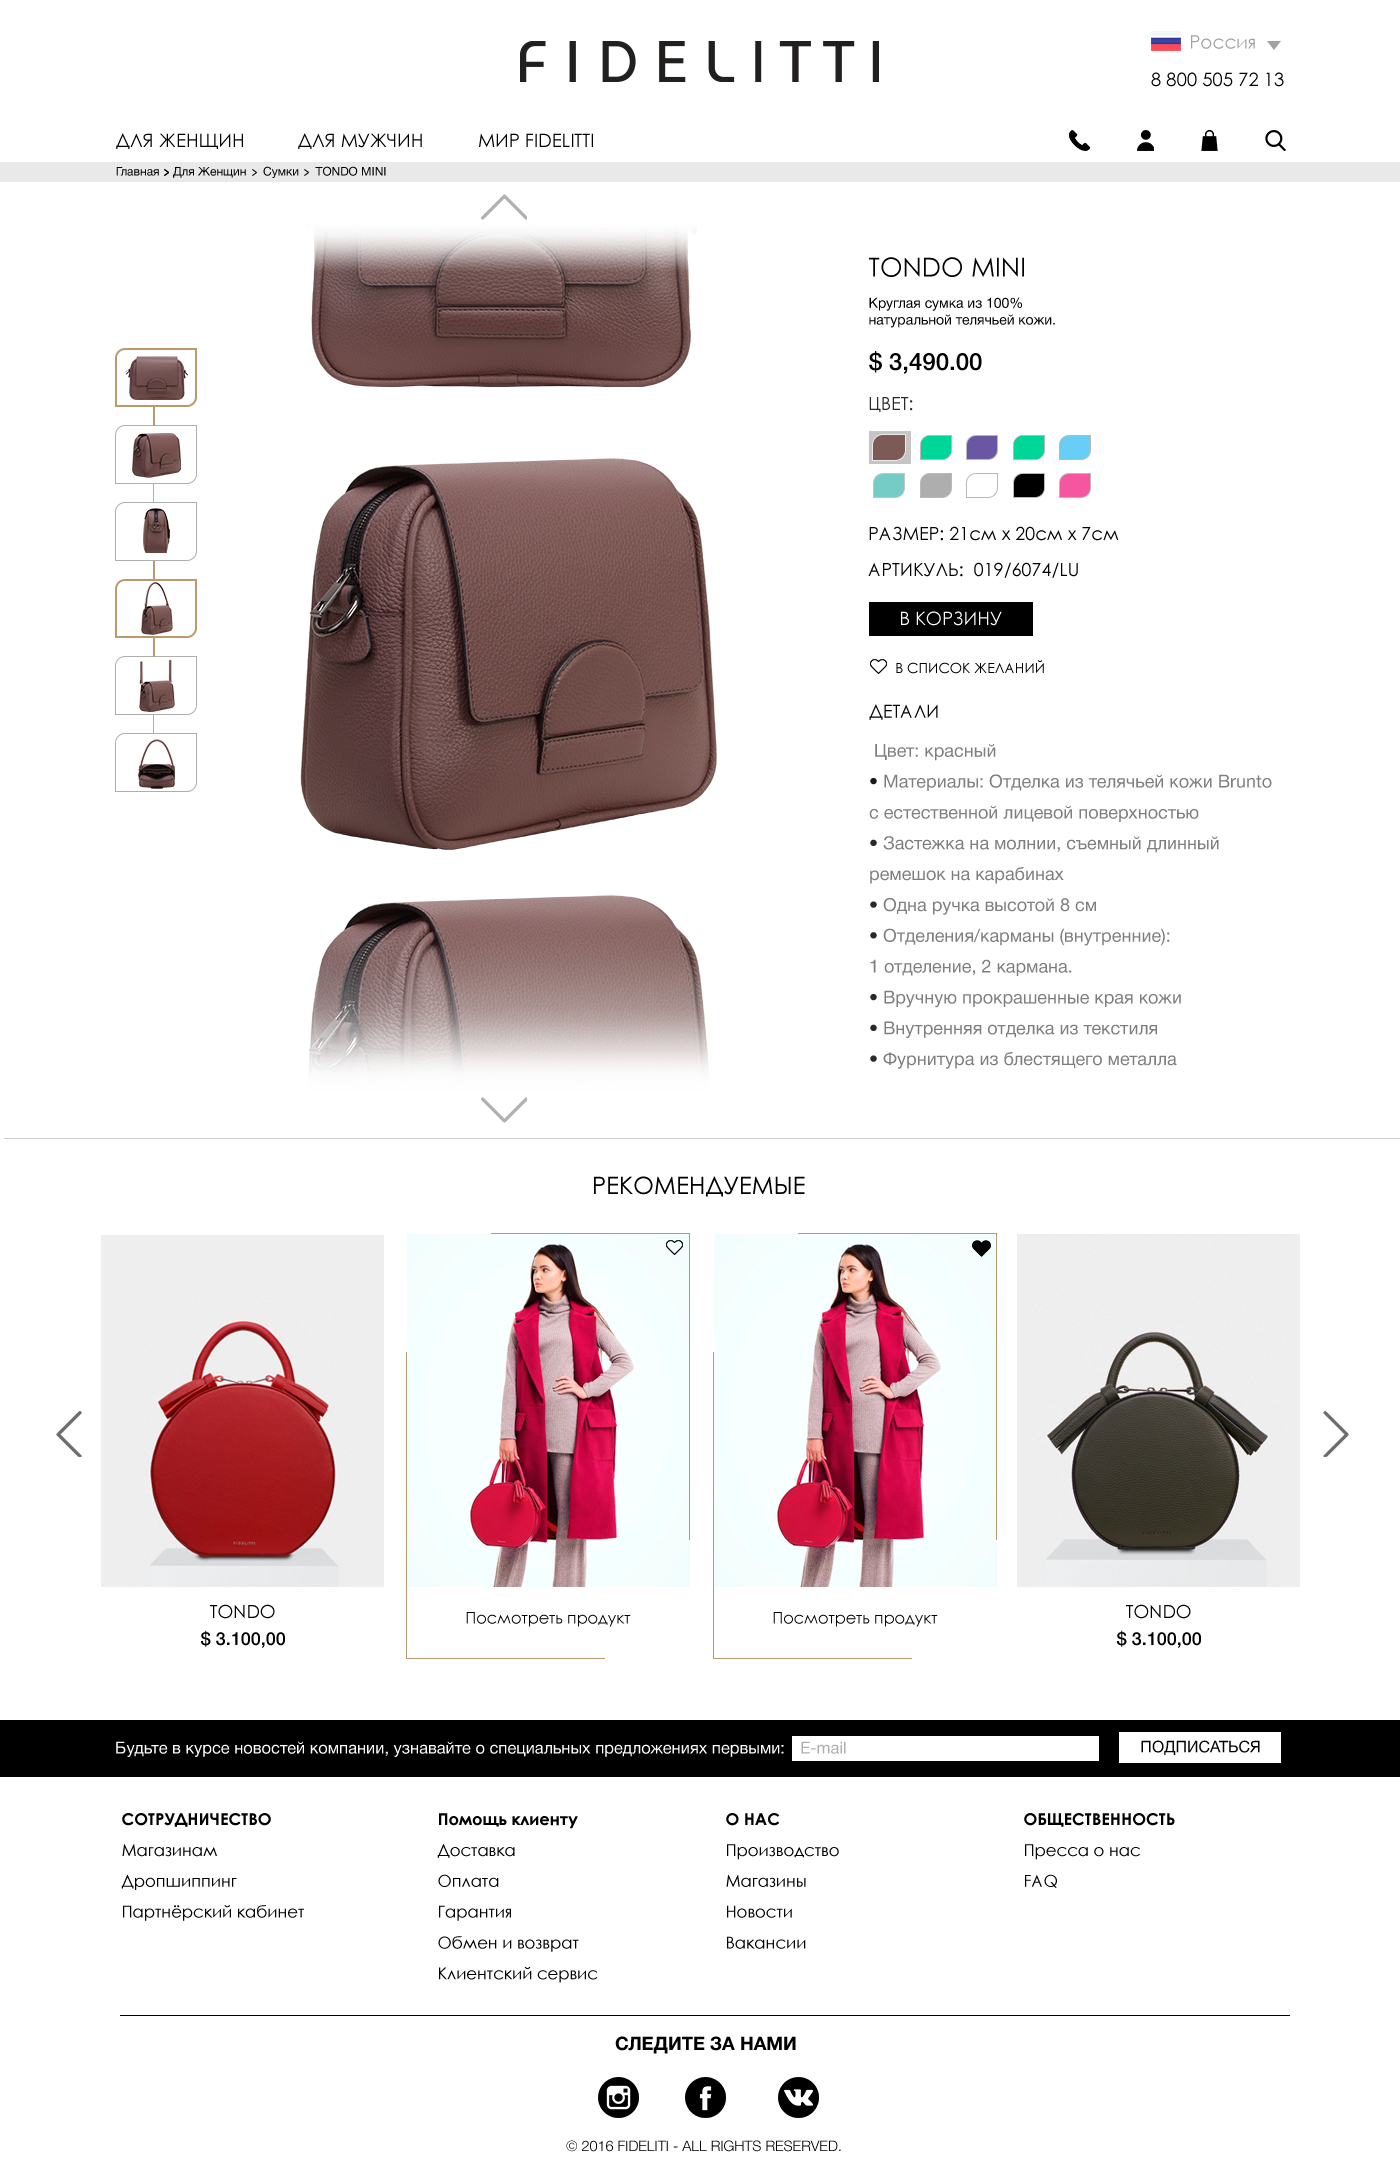 FIDELITTI
Россия
8 800 505 72 13
ДЛЯ ЖЕНЩИН ДЛЯ МУЖЧИН МИР FIDELITTI
Главная > Для Женщин > Сумки > TONDO MINI
TONDO MINI
Круглая сумка из 100%
натуральной телячьей кожи.
$ 3,490.00
ЦВЕТ:
РАЗМЕР: 21см x 20см x 7см
АРТИКУЛЬ: 019/6074/LU
В КОРЗИНУ
В СПИСОК ЖЕЛАНИЙ
ДЕТАЛИ
Цвет: красный
• Материалы: Отделка из телячьей кожи Brunto
с естественной лицевой поверхностью
• Застежка на молнии, съемный длинный
ремешок на карабинах
• Одна ручка высотой 8 см
• Отделения/карманы (внутренние):
1 отделение, 2 кармана.
• Вручную прокрашенные края кожи
• Внутренняя отделка из текстиля
• Фурнитура из блестящего металла
РЕКОМЕНДУЕМЫЕ
FIDELITTI
FIDELITTI
TONDO
$ 3.100,00
Посмотреть продукт
Посмотреть продукт
TONDO
$ 3.100,00
Будьте в курсе новостей компании, узнавайте о специальных предложениях первыми: E-mail ПОДПИСАТЬСЯ
СОТРУДНИЧЕСТВО
Магазинам
Дропшиппинг
Партнёрский кабинет
Помощь клиенту
Доставка
Оплата
Гарантия
Обмен и возврат
Клиентский сервис
О НАС
Производство
Магазины
Новости
Вакансии
ОБЩЕСТВЕННОСТЬ
Пресса о нас
FAQ
СЛЕДИТЕ ЗА НАМИ
© 2016 FIDELITI - ALL RIGHTS RESERVED.